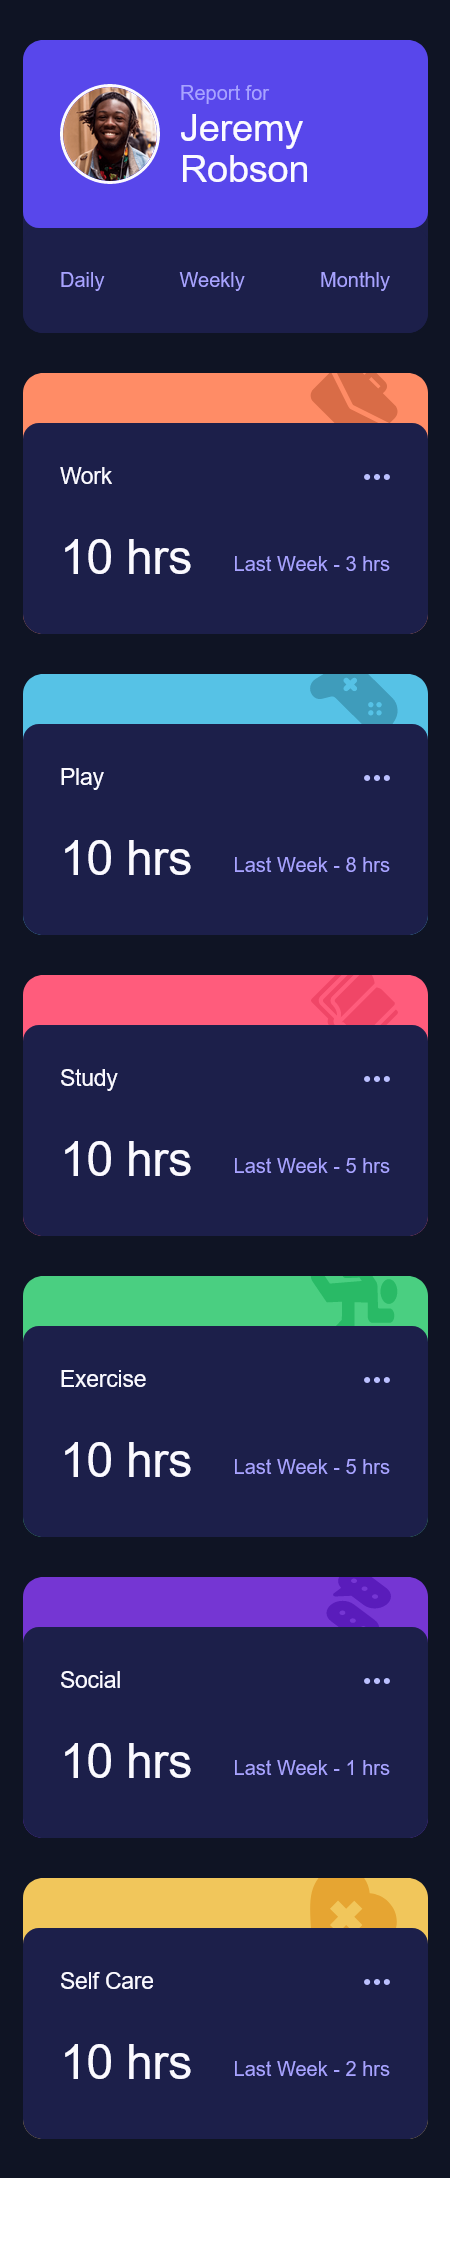 Report for
Jeremy
Robson
Daily Weekly Monthly
Work
10 hrs Last Week - 3 hrs
Play
10 hrs Last Week - 8 hrs
Study
10 hrs Last Week - 5 hrs
Exercise
10 hrs Last Week - 5 hrs
Social
10 hrs Last Week - 1 hrs
Self Care
10 hrs Last Week - 2 hrs